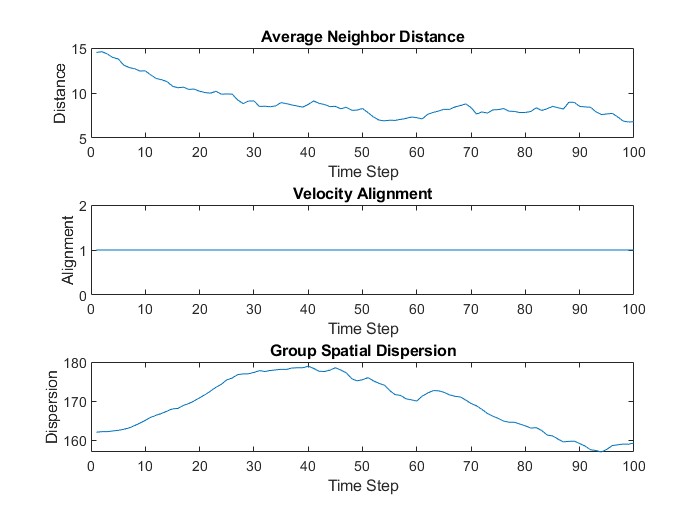 Average Neighbor Distance
15
10
5
Distance
0 10 20 30 40 50 60 70 80 90 100
Time Step
Velocity Alignment
2
1
0
Alignment
0 10 20 30 40 50 60 70 80 90 100
Time Step
Group Spatial Dispersion
180
170
160
Dispersion
0 10 20 30 40 50 60 70 80 90 100
Time Step